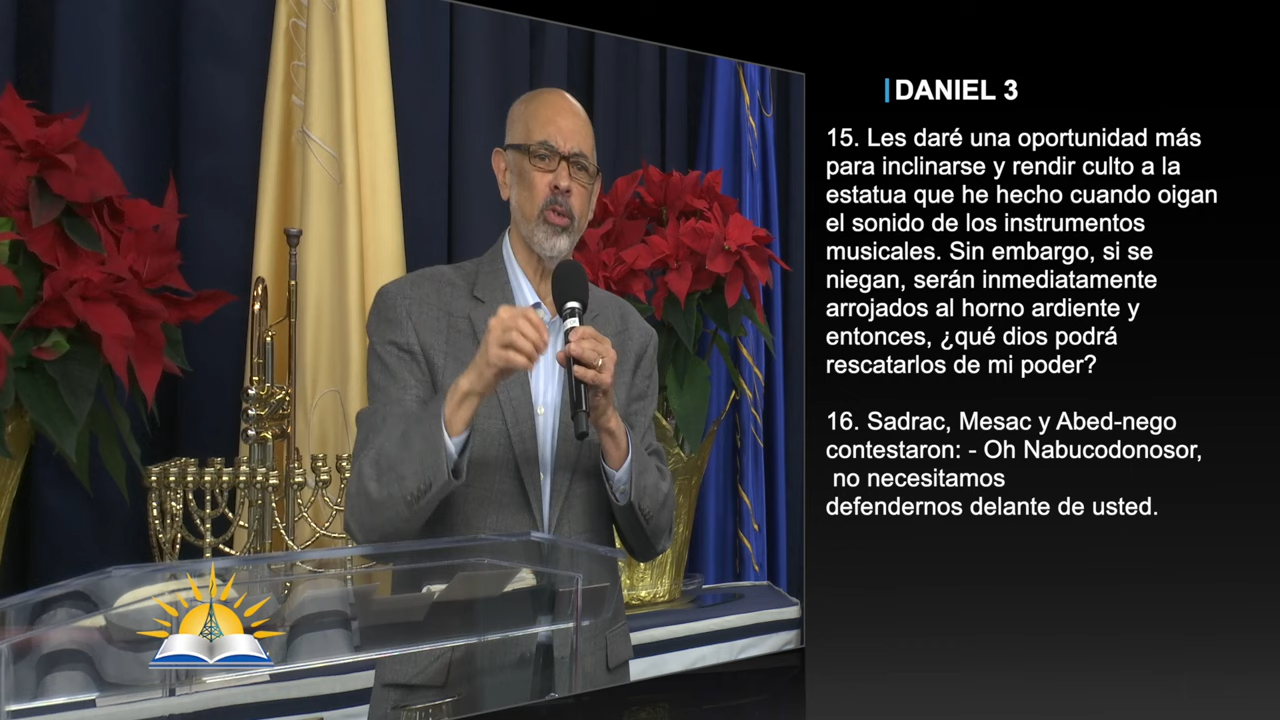 DANIEL 3
15. Les daré una oportunidad más
para inclinarse y rendir culto a la
estatua que he hecho cuando oigan
el sonido de los instrumentos
musicales. Sin embargo, si se
niegan, serán inmediatamente
arrojados al horno ardiente y
entonces, ¿qué dios podrá
rescatarlos de mi poder?
16. Sadrac, Mesac y Abed-nego
contestaron: - Oh Nabucodonosor,
no necesitamos
defendernos delante de usted.